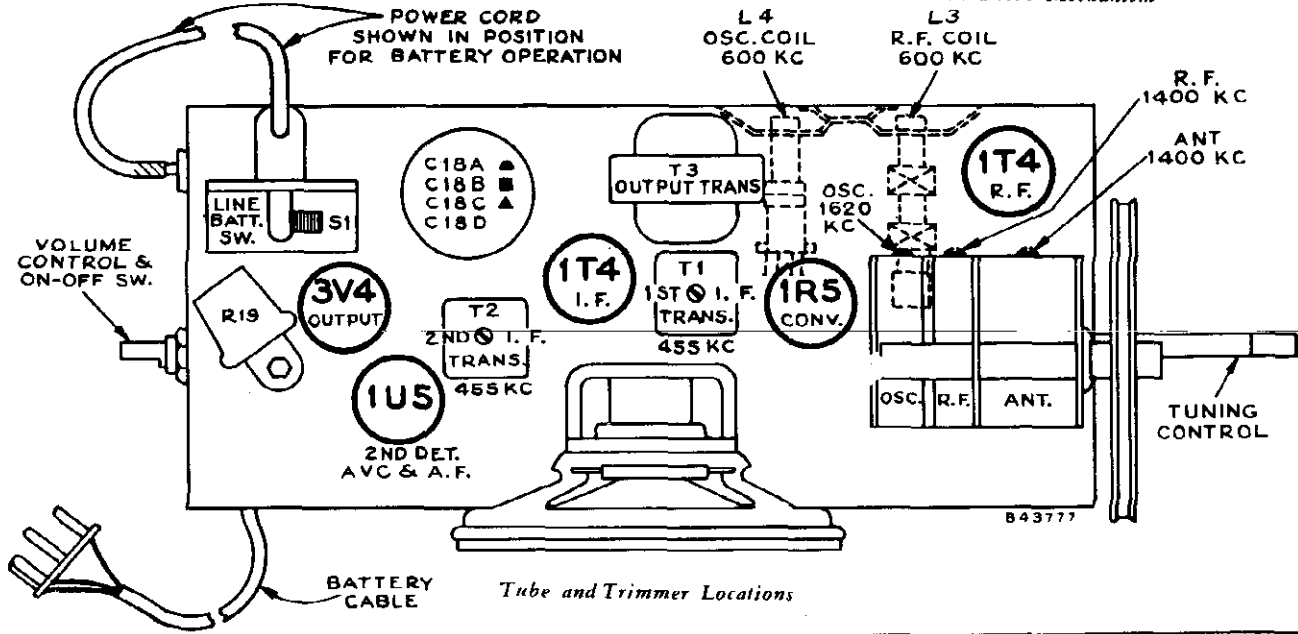 POWER CORD
SHOWN IN POSITION
FOR BATTERY OPERATION
L4
OSC. COIL
600 KC
L3
R.F. COIL
600 KC
R.F.
1400 KC
ANT
1400 KC
C18A
C18B
C18C
C18D
T3
OUTPUT TRANS
1T4
R.F.
OSC.
1620
KC
LINE
BATT.
SW.
S1
VOLUME
CONTROL &
ON-OFF SW.
R19
3V4
OUTPUT
1T4
I.F.
T1
1ST I.F.
TRANS.
455 KC
1R5
CONV.
T2
2ND I.F.
TRANS.
455 KC
1U5
2ND DET.
AVC & A.F.
OSC.
R.F.
ANT.
TUNING
CONTROL
B43777
BATTERY
CABLE
Tube and Trimmer Locations